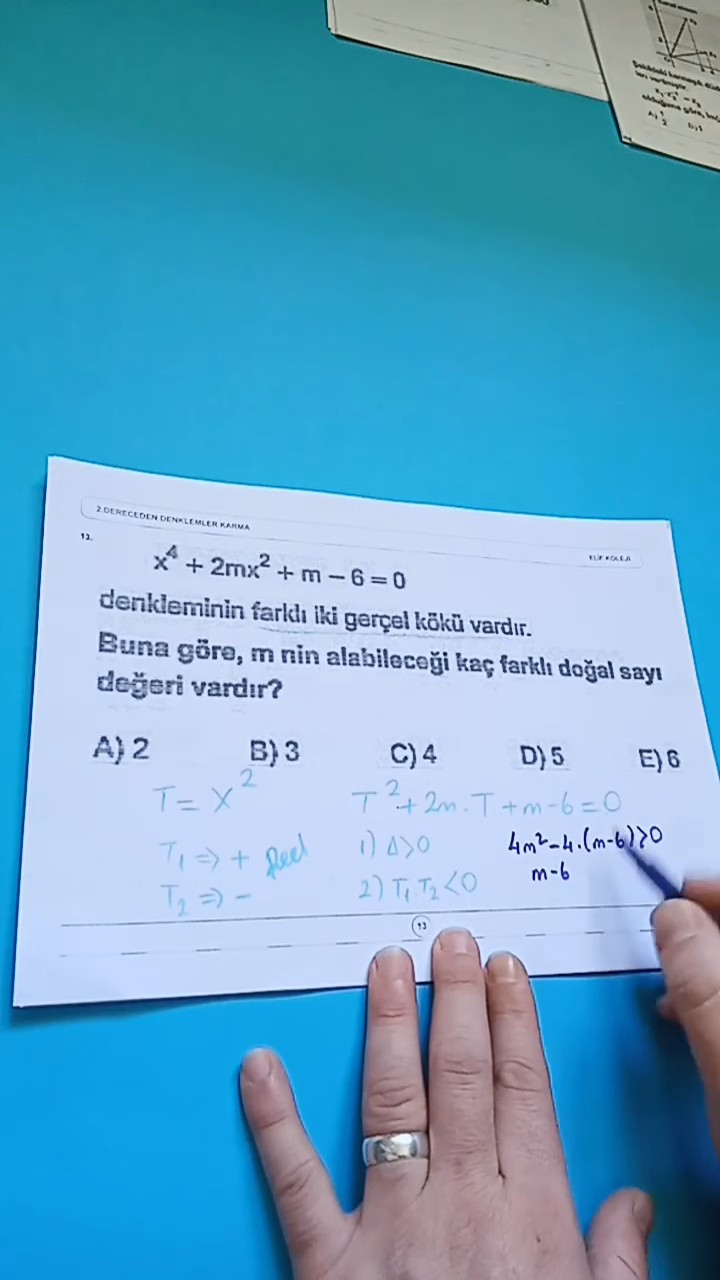 2.DERECEDEN DENKLEMLER KARMA
ELİF KOLEJİ
13.
x⁴ + 2mx² + m − 6 = 0
denkleminin farklı iki gerçel kökü vardır.
Buna göre, m nin alabileceği kaç farklı doğal sayı
değeri vardır?
A) 2 B) 3 C) 4 D) 5 E) 6
T = x² T² + 2m.T + m-6 = 0
T₁ => + Reel 1) Δ>0 4m²-4.(m-6)>0
m-6
T₂ => - 2) T₁.T₂<0
13
olduğuna göre,